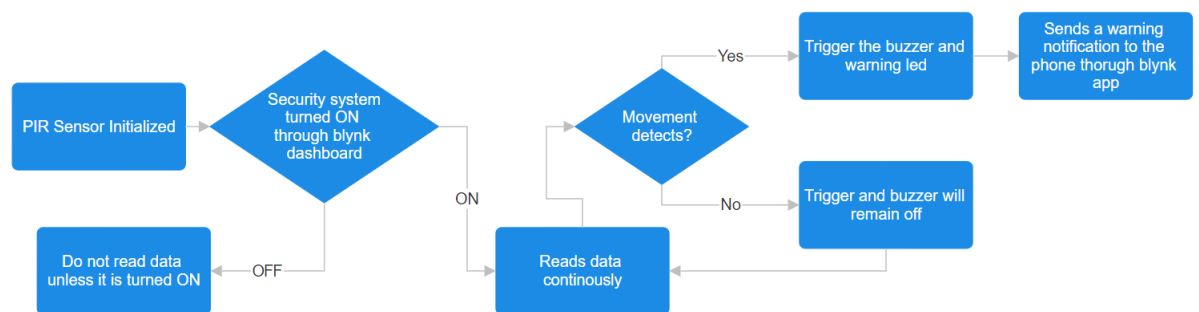 PIR Sensor Initialized
Security system
turned ON
through blynk
dashboard
OFF
Do not read data
unless it is turned ON
ON
Reads data
continously
Movement
detects?
Yes
Trigger the buzzer and
warning led
Sends a warning
notification to the
phone thorugh blynk
app
No
Trigger and buzzer will
remain off